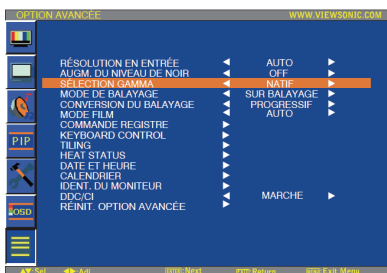 OPTION AVANCÉE WWW.VIEWSONIC.COM
RÉSOLUTION EN ENTRÉE AUTO
AUGM. DU NIVEAU DE NOIR OFF
SÉLECTION GAMMA NATIF
MODE DE BALAYAGE SUR BALAYAGE
CONVERSION DU BALAYAGE PROGRESSIF
MODE FILM AUTO
COMMANDE REGISTRE
KEYBOARD CONTROL
PIP
TILING
HEAT STATUS
DATE ET HEURE
CALENDRIER
IDENT. DU MONITEUR
DDC/CI MARCHE
RÉINIT. OPTION AVANCÉE
OSD
Sel Adj Next Return Exit Menu